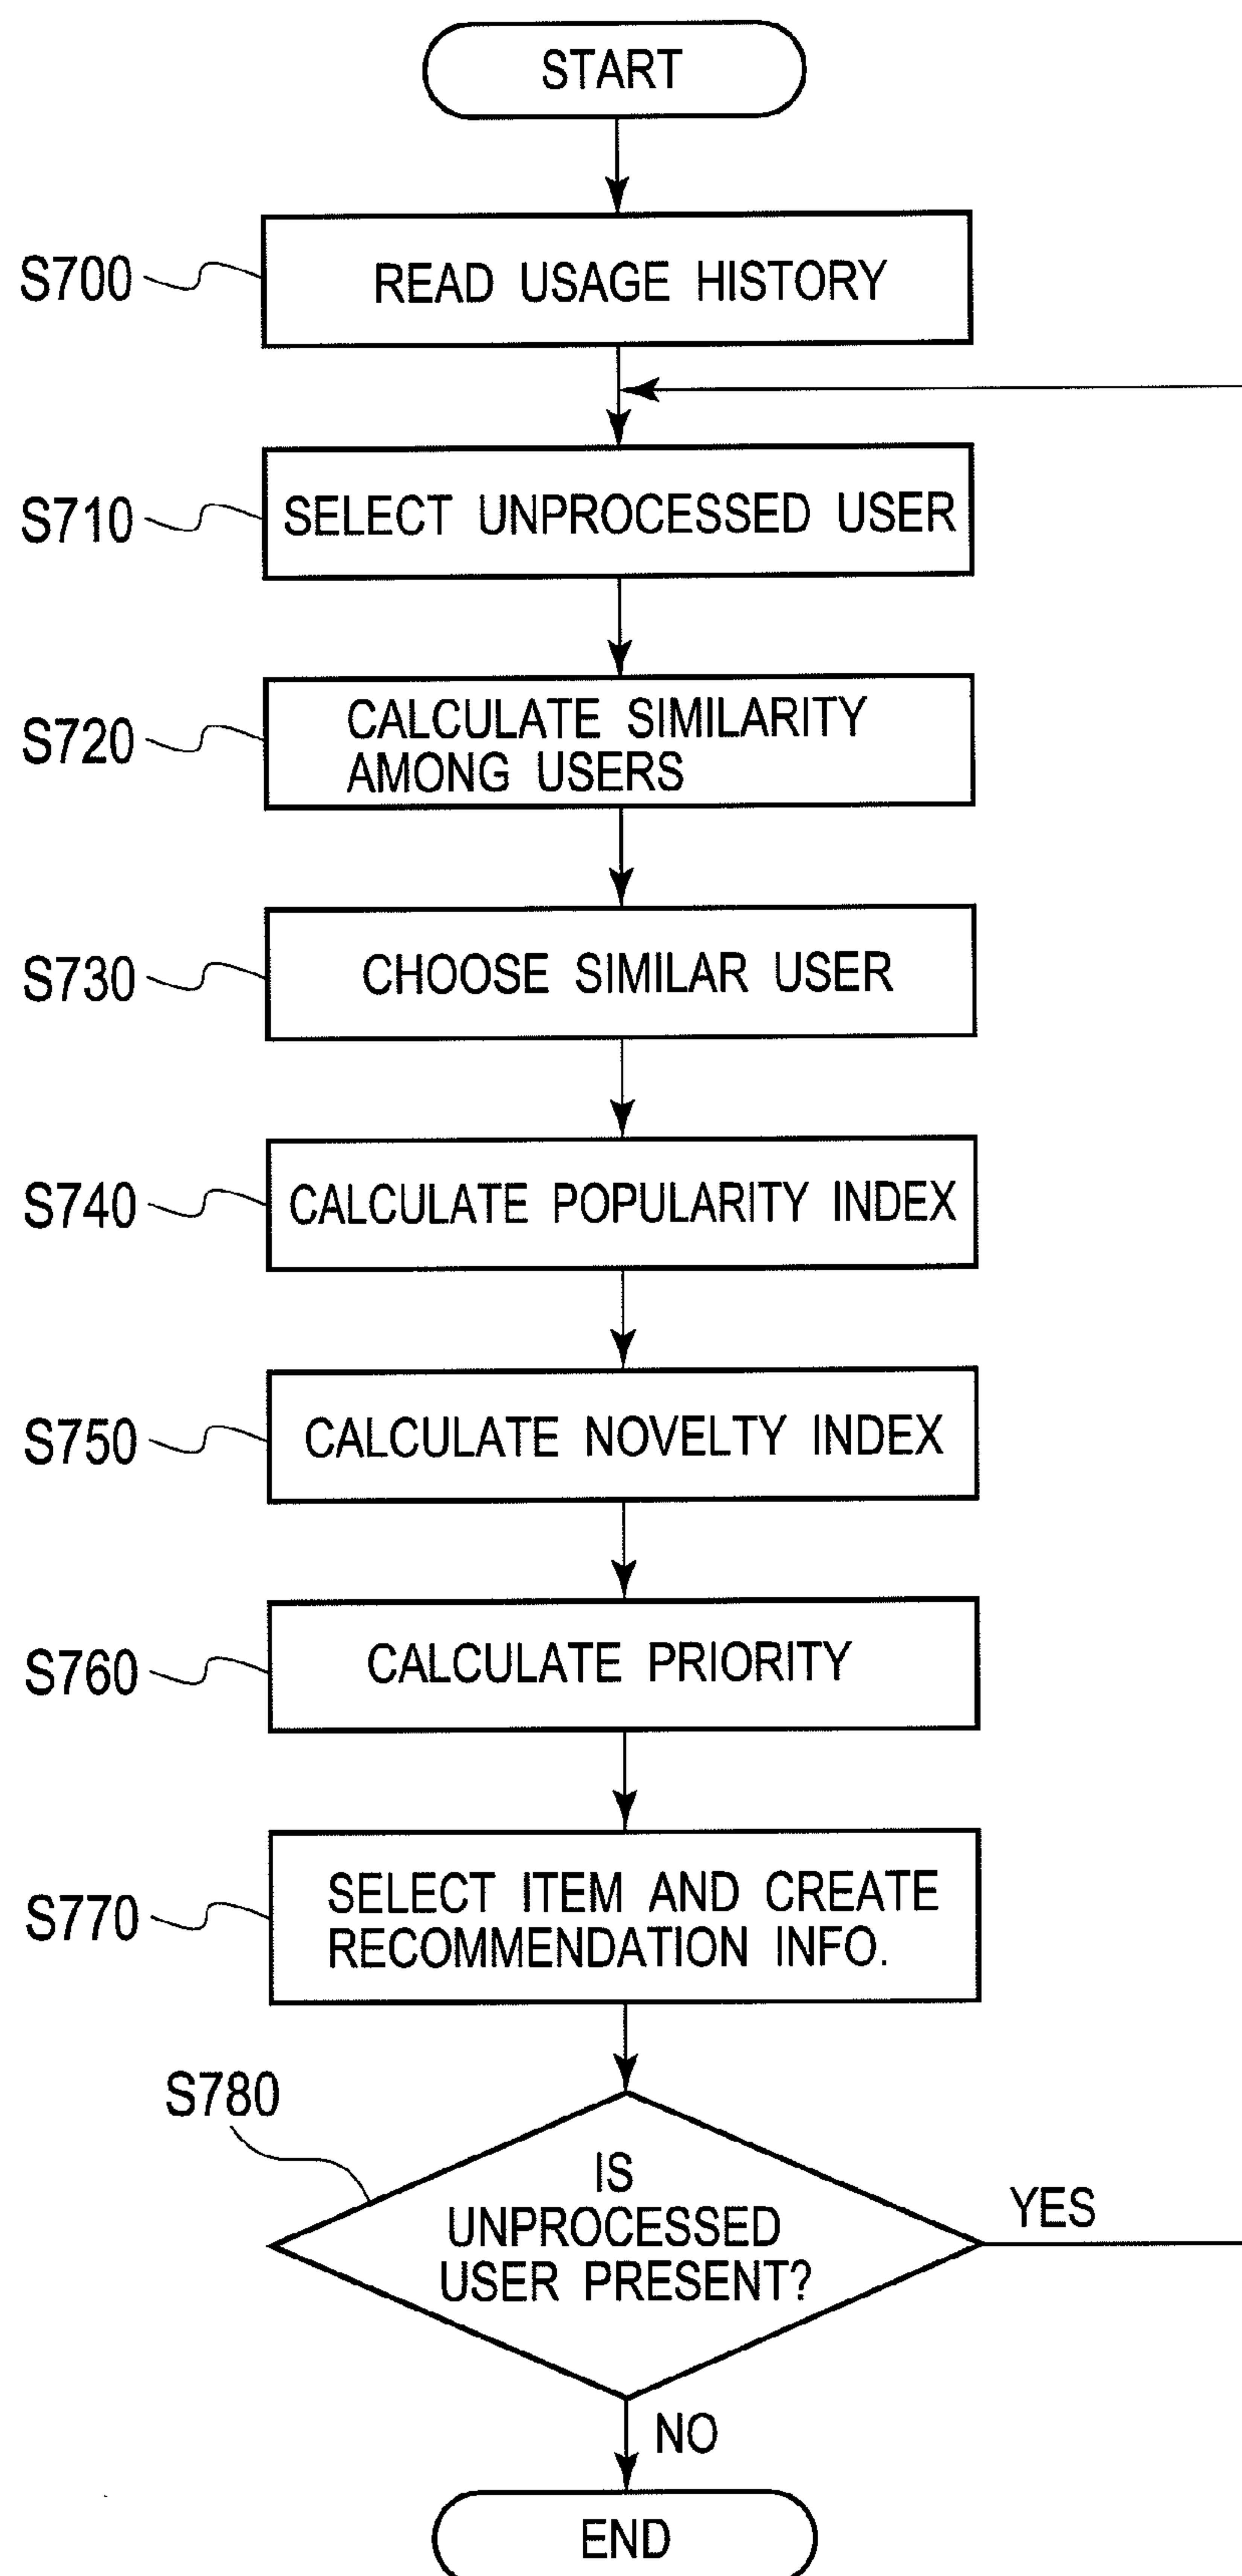 START
S700
READ USAGE HISTORY
S710
SELECT UNPROCESSED USER
S720
CALCULATE SIMILARITY
AMONG USERS
S730
CHOOSE SIMILAR USER
S740
CALCULATE POPULARITY INDEX
S750
CALCULATE NOVELTY INDEX
S760
CALCULATE PRIORITY
S770
SELECT ITEM AND CREATE
RECOMMENDATION INFO.
S780
IS
UNPROCESSED
USER PRESENT?
YES
NO
END